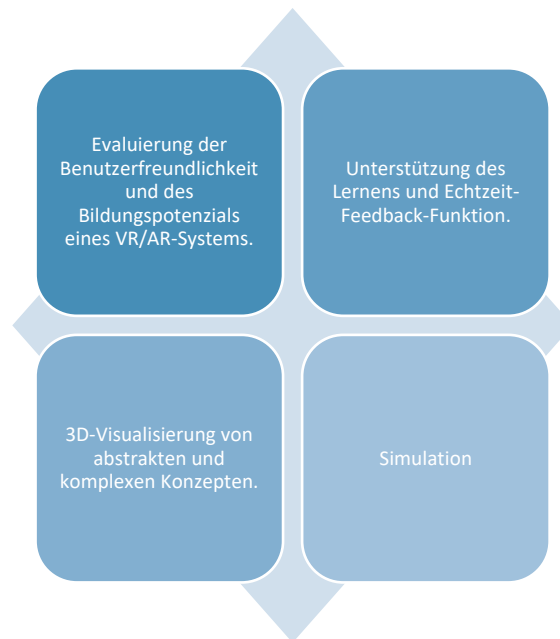 Evaluierung der
Benutzerfreundlichkeit
und des
Bildungspotenzials
eines VR/AR-Systems.
Unterstützung des
Lernens und Echtzeit-
Feedback-Funktion.
3D-Visualisierung von
abstrakten und
komplexen Konzepten.
Simulation